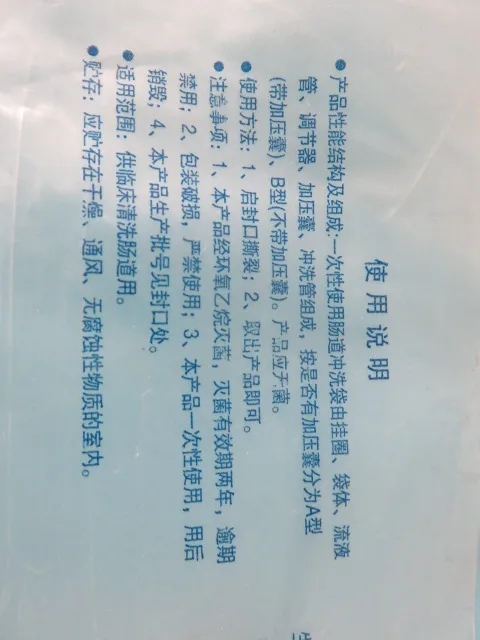 使用说明
●产品性能结构及组成:一次性使用肠道冲洗袋由挂圈、袋体、流液
管、调节器、加压囊、冲洗管组成，按是否有加压囊分为A型
(带加压囊)、B型(不带加压囊)。产品应无菌。
●使用方法：1、启封口撕裂；2、取出产品即可。
●注意事项：1、本产品经环氧乙烷灭菌，灭菌有效期两年，逾期
禁用；2、包装破损，严禁使用；3、本产品一次性使用，用后
销毁；4、本产品生产批号见封口处。
●适用范围：供临床清洗肠道用。
●贮存：应贮存在干燥、通风、无腐蚀性物质的室内。